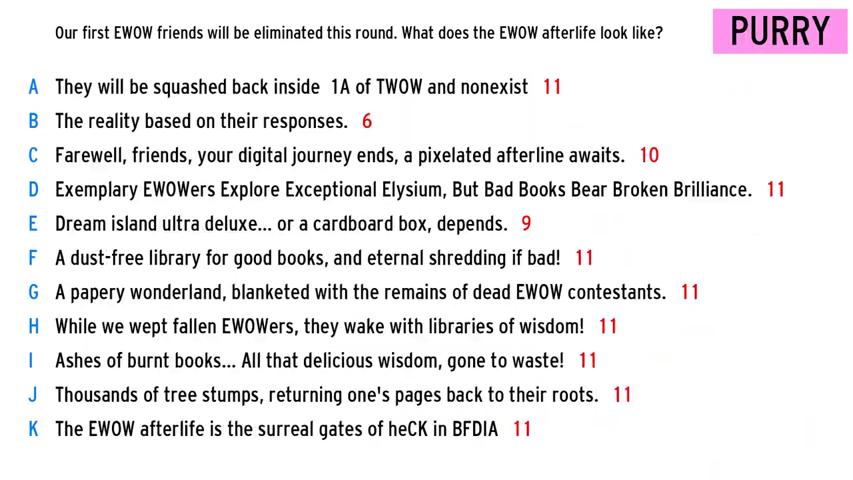 Our first EWOW friends will be eliminated this round. What does the EWOW afterlife look like?
PURRY
A They will be squashed back inside 1A of TWOW and nonexist 11
B The reality based on their responses. 6
C Farewell, friends, your digital journey ends, a pixelated afterline awaits. 10
D Exemplary EWOWers Explore Exceptional Elysium, But Bad Books Bear Broken Brilliance. 11
E Dream island ultra deluxe... or a cardboard box, depends. 9
F A dust-free library for good books, and eternal shredding if bad! 11
G A papery wonderland, blanketed with the remains of dead EWOW contestants. 11
H While we wept fallen EWOWers, they wake with libraries of wisdom! 11
I Ashes of burnt books... All that delicious wisdom, gone to waste! 11
J Thousands of tree stumps, returning one's pages back to their roots. 11
K The EWOW afterlife is the surreal gates of heCK in BFDIA 11